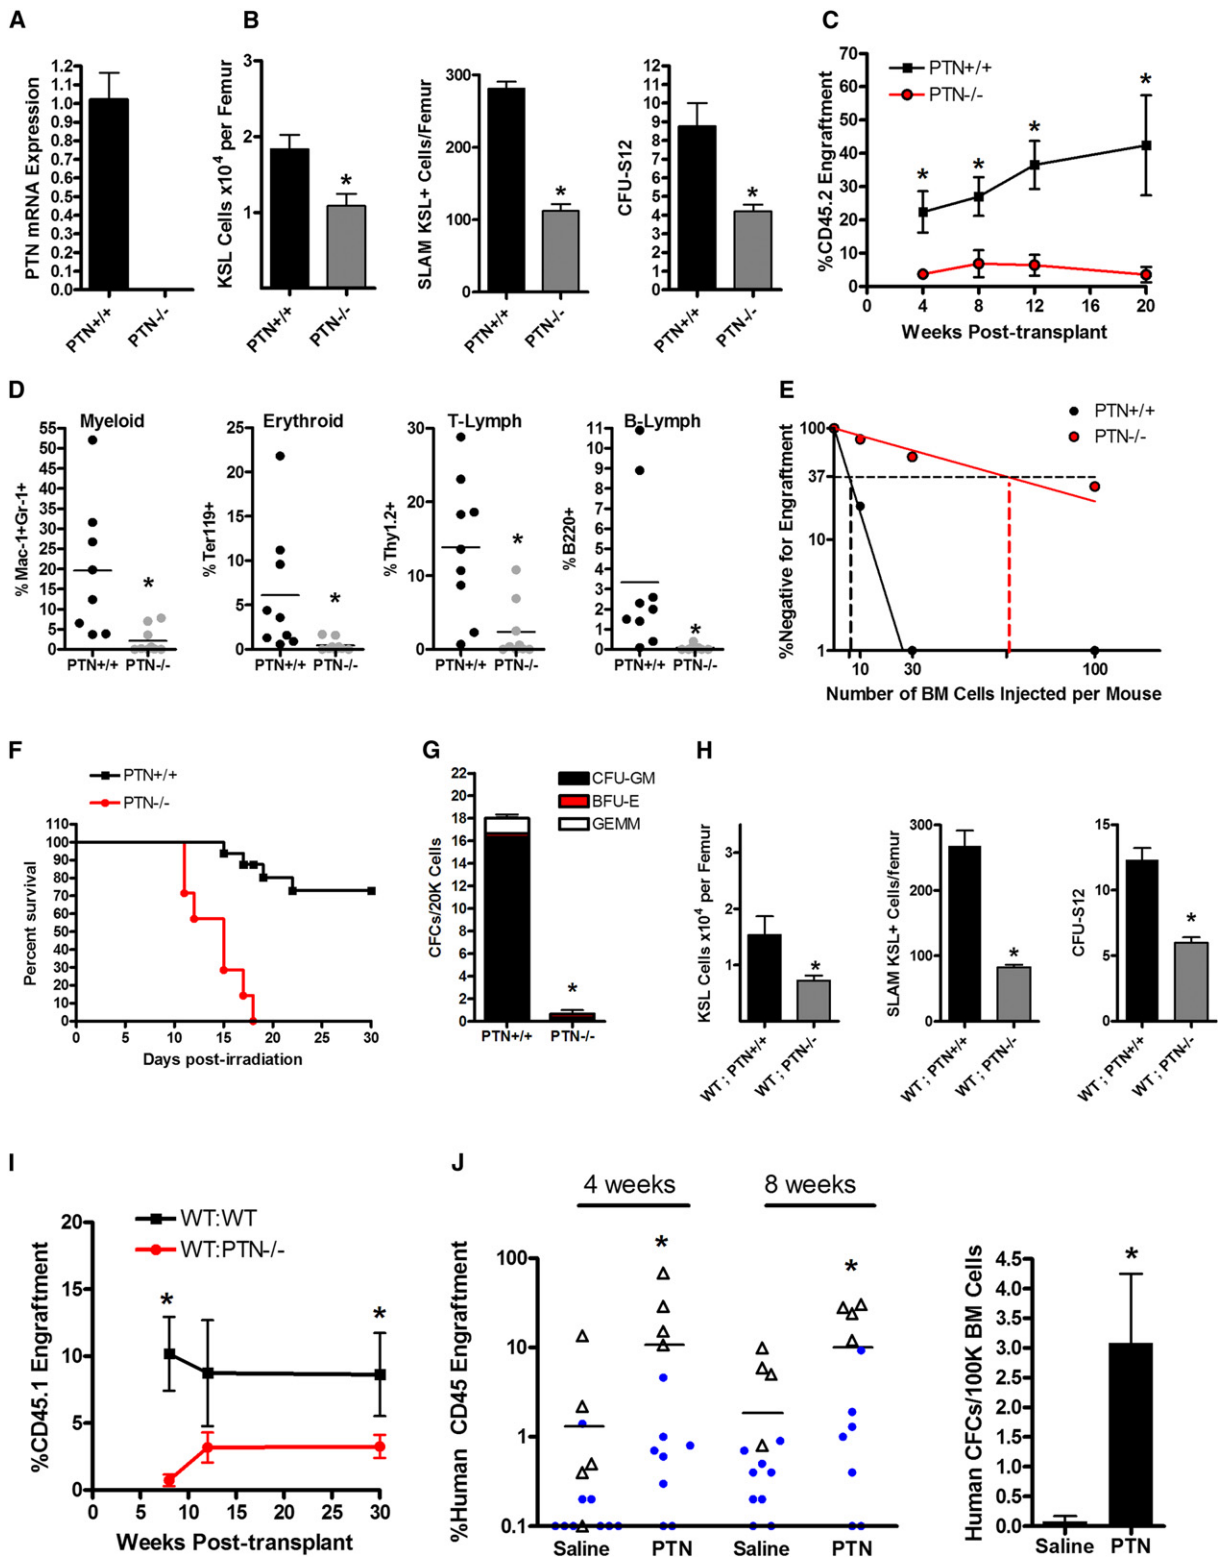 A
PTN mRNA Expression
1.2
1.1
1.0
0.9
0.8
0.7
0.6
0.5
0.4
0.3
0.2
0.1
0.0
PTN+/+
PTN-/-
B
KSL Cells x10⁴ per Femur
3
2
1
*
PTN+/+
PTN-/-
SLAM KSL+ Cells/Femur
300
200
100
0
*
PTN+/+
PTN-/-
CFU-S12
12
11
10
9
8
7
6
5
4
3
2
1
0
*
PTN+/+
PTN-/-
C
%CD45.2 Engraftment
70
60
50
40
30
20
10
0
PTN+/+
PTN-/-
* * * *
0 4 8 12 16 20
Weeks Post-transplant
D
Myeloid
% Mac-1+Gr-1+
55
50
45
40
35
30
25
20
15
10
5
0
*
PTN+/+ PTN-/-
Erythroid
% Ter119+
25
20
15
10
5
0
*
PTN+/+ PTN-/-
T-Lymph
% Thy1.2+
30
20
10
0
*
PTN+/+ PTN-/-
B-Lymph
% B220+
11
10
9
8
7
6
5
4
3
2
1
0
*
PTN+/+ PTN-/-
E
%Negative for Engraftment
PTN+/+
PTN-/-
100
37
10
1
10 30 100
Number of BM Cells Injected per Mouse
F
PTN+/+
PTN-/-
Percent survival
110
100
90
80
70
60
50
40
30
20
10
0
0 5 10 15 20 25 30
Days post-irradiation
G
CFCs/20K Cells
22
20
18
16
14
12
10
8
6
4
2
0
CFU-GM
BFU-E
GEMM
*
PTN+/+ PTN-/-
H
KSL Cells x10⁴ per Femur
3
2
1
*
WT ; PTN+/+
WT ; PTN-/-
SLAM KSL+ Cells/femur
300
200
100
0
*
WT ; PTN+/+
WT ; PTN-/-
CFU-S12
15
10
5
0
*
WT ; PTN+/+
WT ; PTN-/-
I
WT:WT
WT:PTN-/-
%CD45.1 Engraftment
20
15
10
5
0
* *
0 5 10 15 20 25 30
Weeks Post-transplant
J
4 weeks 8 weeks
%Human CD45 Engraftment
100
10
1
0.1
* *
Saline PTN Saline PTN
Human CFCs/100K BM Cells
4.5
4.0
3.5
3.0
2.5
2.0
1.5
1.0
0.5
0.0
*
Saline PTN